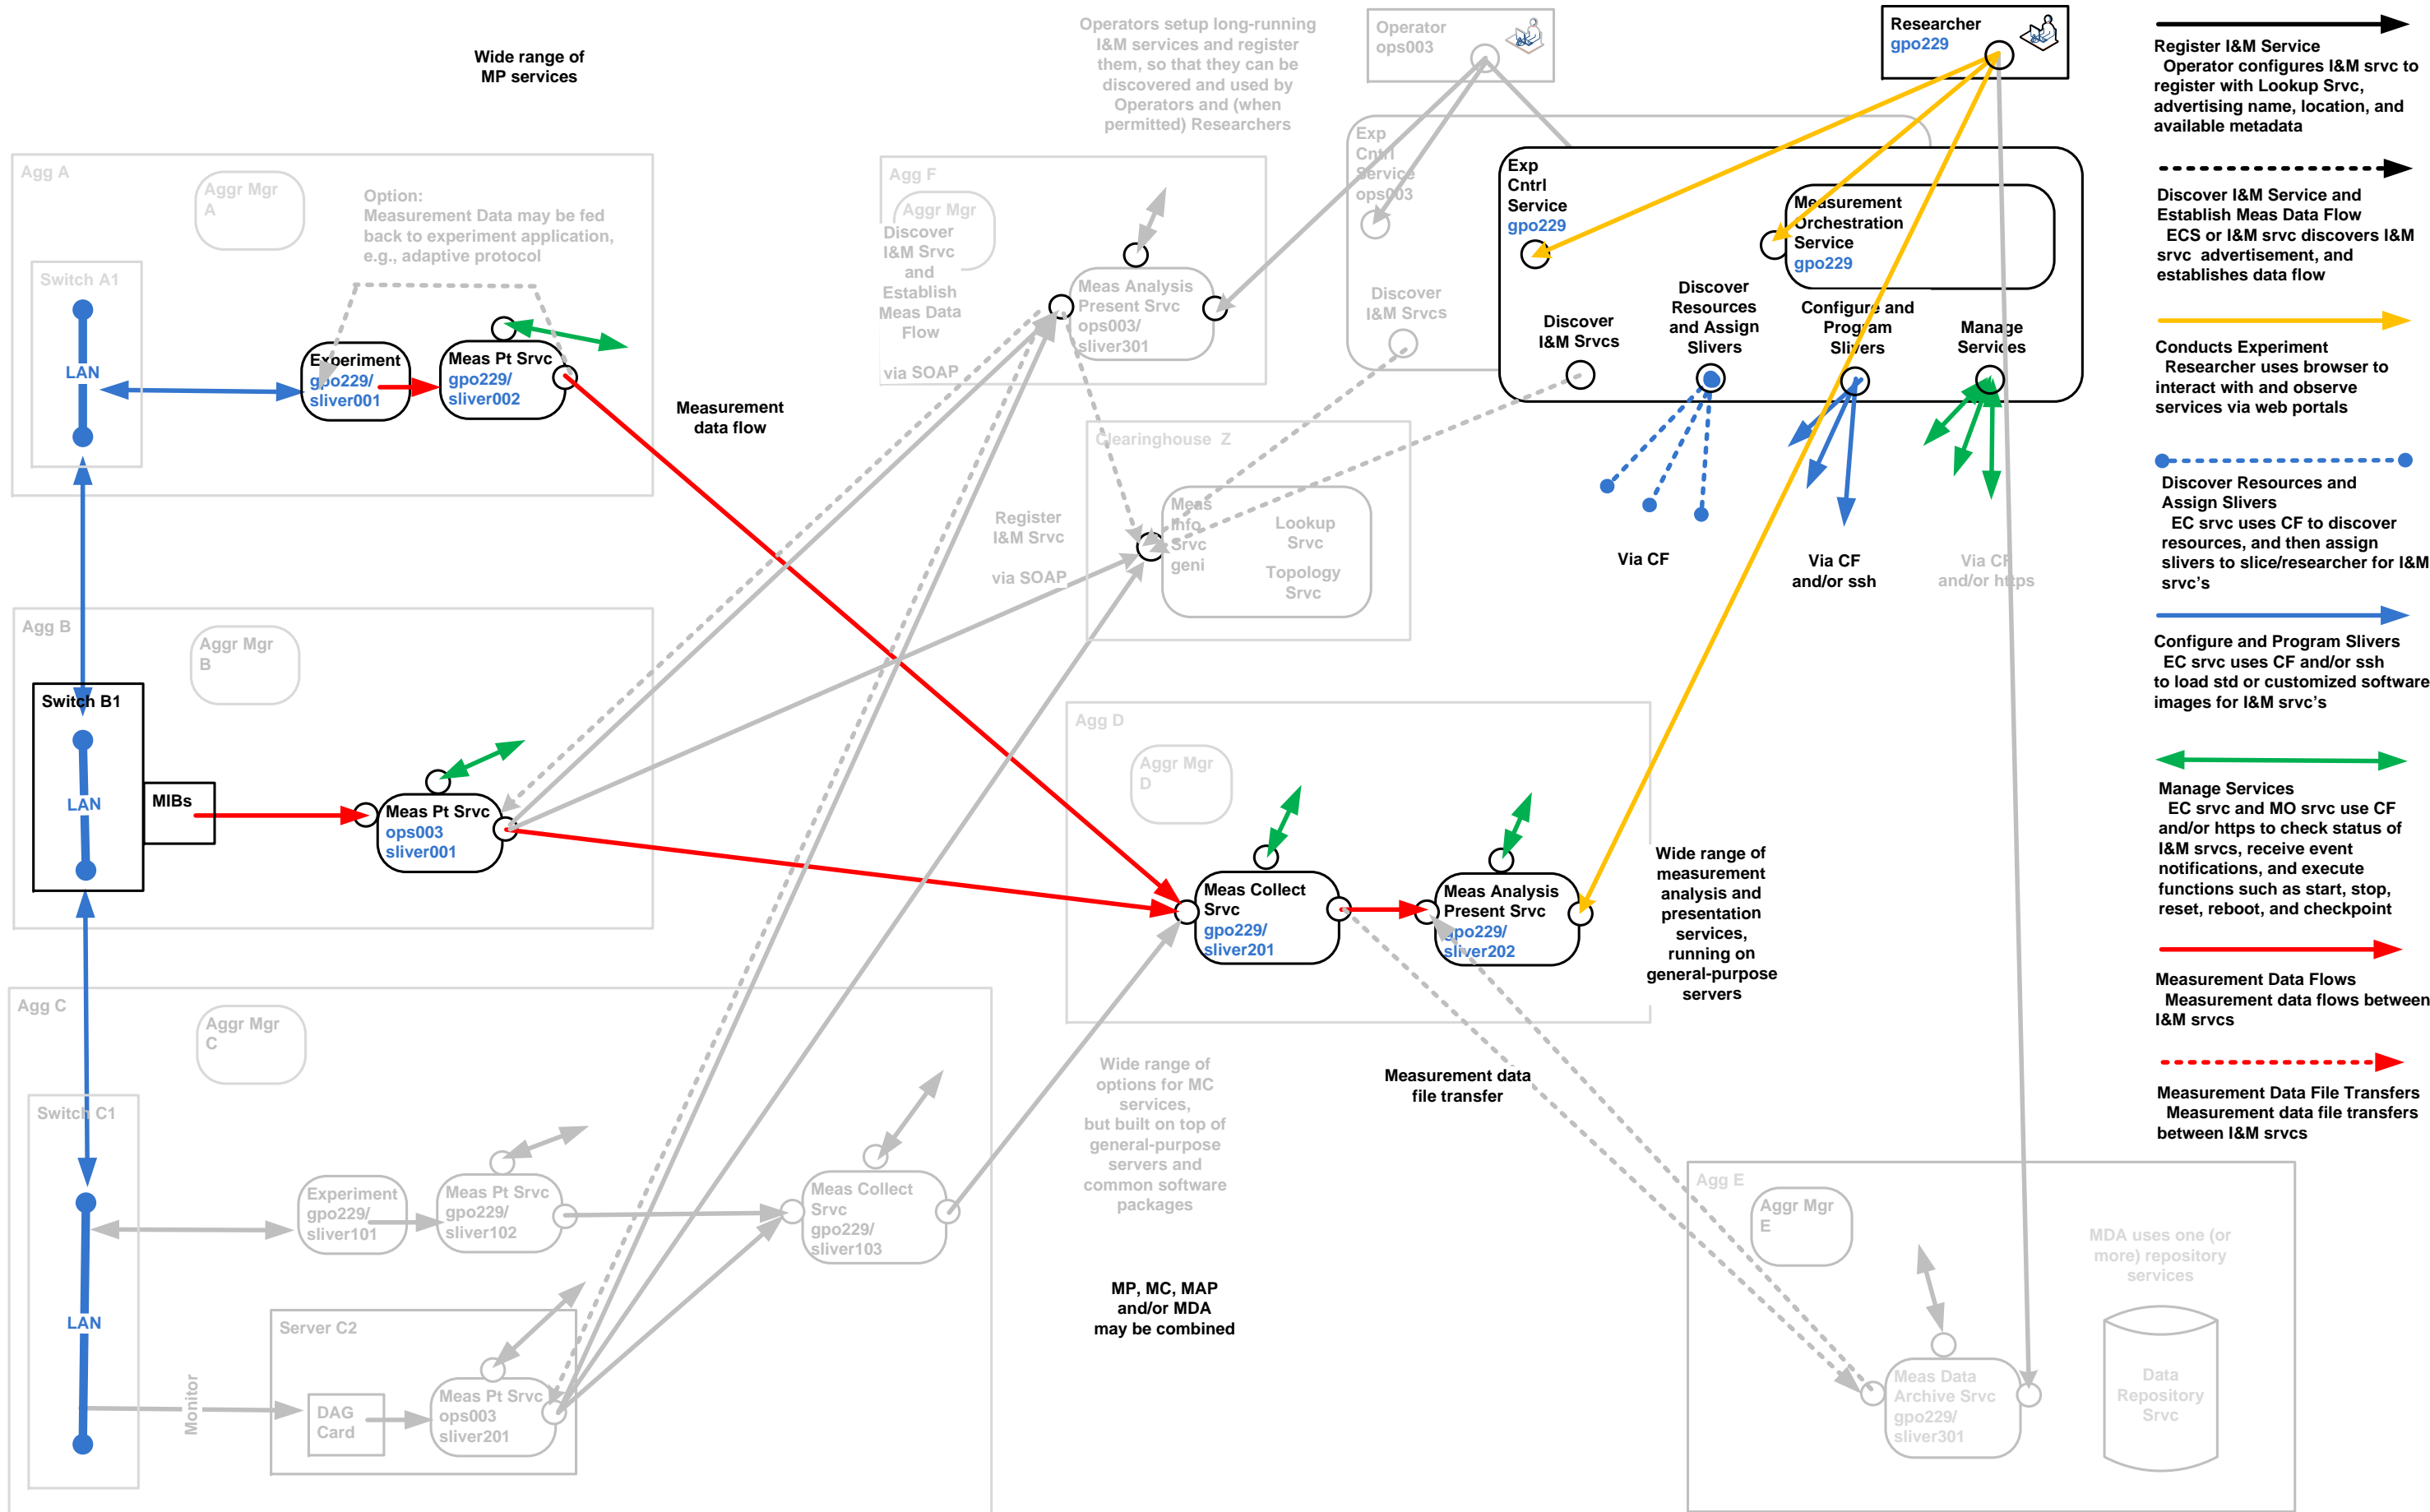 Wide range of
MP services
Operators setup long-running
I&M services and register
them, so that they can be
discovered and used by
Operators and (when
permitted) Researchers
Operator
ops003
Researcher
gpo229
Exp
Cntrl
Service
ops003
Discover
I&M Srvcs
Exp
Cntrl
Service
gpo229
Measurement
Orchestration
Service
gpo229
Discover
I&M Srvcs
Discover
Resources
and Assign
Slivers
Configure and
Program
Slivers
Manage
Services
Via CF
Via CF
and/or ssh
Via CF
and/or https
Agg A
Aggr Mgr
A
Option:
Measurement Data may be fed
back to experiment application,
e.g., adaptive protocol
Switch A1
LAN
Experiment
gpo229/
sliver001
Meas Pt Srvc
gpo229/
sliver002
Measurement
data flow
Agg F
Aggr Mgr
Discover
I&M Srvc
and
Establish
Meas Data
Flow
via SOAP
Meas Analysis
Present Srvc
ops003/
sliver301
Clearinghouse Z
Meas
Info
Srvc
geni
Lookup
Srvc
Topology
Srvc
Register
I&M Srvc
via SOAP
Agg B
Aggr Mgr
B
Switch B1
LAN
MIBs
Meas Pt Srvc
ops003
sliver001
Agg D
Aggr Mgr
D
Meas Collect
Srvc
gpo229/
sliver201
Meas Analysis
Present Srvc
gpo229/
sliver202
Wide range of
measurement
analysis and
presentation
services,
running on
general-purpose
servers
Agg C
Aggr Mgr
C
Switch C1
LAN
Experiment
gpo229/
sliver101
Meas Pt Srvc
gpo229/
sliver102
Meas Collect
Srvc
gpo229/
sliver103
Monitor
Server C2
DAG
Card
Meas Pt Srvc
ops003
sliver201
Wide range of
options for MC
services,
but built on top of
general-purpose
servers and
common software
packages
Measurement data
file transfer
MP, MC, MAP
and/or MDA
may be combined
Agg E
Aggr Mgr
E
MDA uses one (or
more) repository
services
Meas Data
Archive Srvc
gpo229/
sliver301
Data
Repository
Srvc
Register I&M Service
Operator configures I&M srvc to
register with Lookup Srvc,
advertising name, location, and
available metadata
Discover I&M Service and
Establish Meas Data Flow
ECS or I&M srvc discovers I&M
srvc advertisement, and
establishes data flow
Conducts Experiment
Researcher uses browser to
interact with and observe
services via web portals
Discover Resources and
Assign Slivers
EC srvc uses CF to discover
resources, and then assign
slivers to slice/researcher for I&M
srvc's
Configure and Program Slivers
EC srvc uses CF and/or ssh
to load std or customized software
images for I&M srvc's
Manage Services
EC srvc and MO srvc use CF
and/or https to check status of
I&M srvcs, receive event
notifications, and execute
functions such as start, stop,
reset, reboot, and checkpoint
Measurement Data Flows
Measurement data flows between
I&M srvcs
Measurement Data File Transfers
Measurement data file transfers
between I&M srvcs